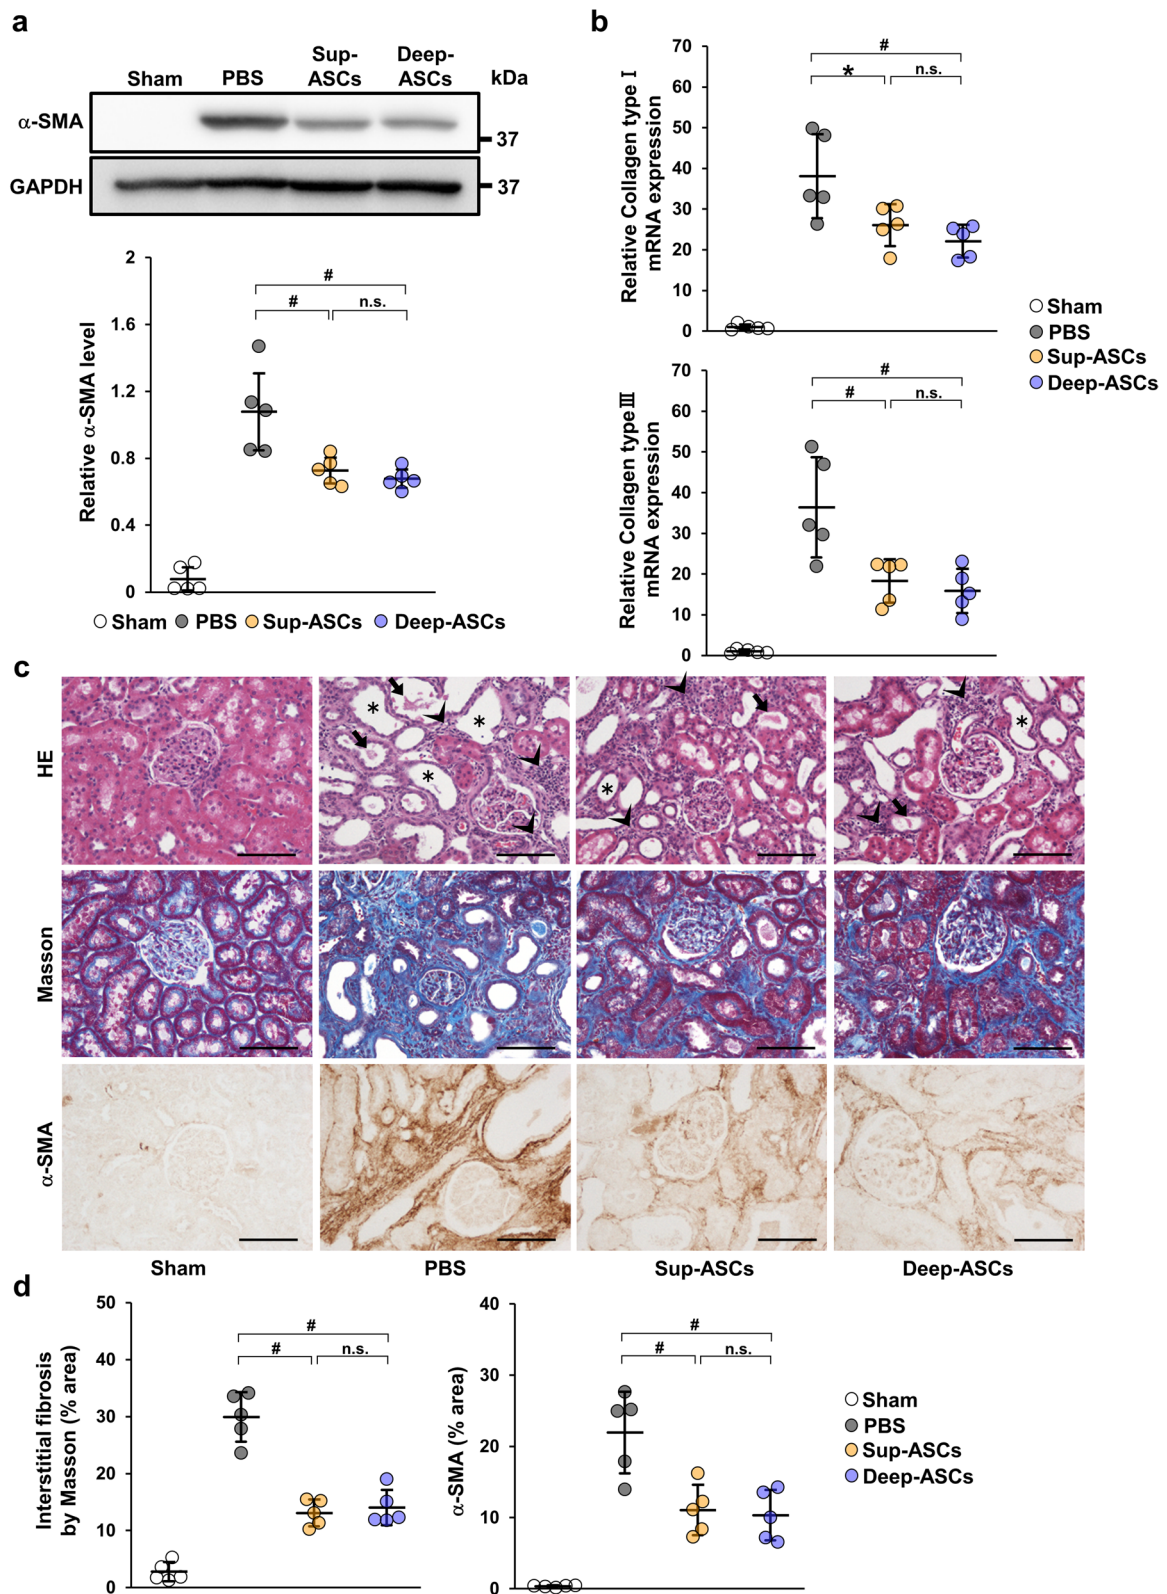 a
Sham PBS Sup-ASCs Deep-ASCs kDa
α-SMA
37
GAPDH
37
Relative α-SMA level
2
1.6
1.2
0.8
0.4
0
#
# n.s.
Sham PBS Sup-ASCs Deep-ASCs
b
Relative Collagen type Ⅰ
mRNA expression
70
60
50
40
30
20
10
0
#
* n.s.
Relative Collagen type Ⅲ
mRNA expression
70
60
50
40
30
20
10
0
#
# n.s.
Sham
PBS
Sup-ASCs
Deep-ASCs
c
HE
* * *
*
*
Masson
α-SMA
Sham PBS Sup-ASCs Deep-ASCs
d
Interstitial fibrosis
by Masson (% area)
50
40
30
20
10
0
#
# n.s.
α-SMA (% area)
40
30
20
10
0
#
# n.s.
Sham
PBS
Sup-ASCs
Deep-ASCs